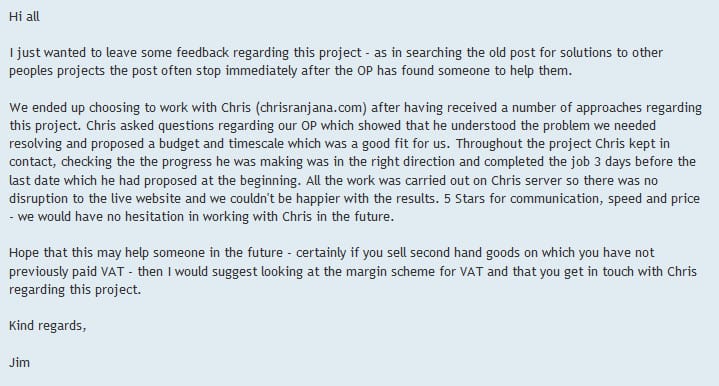 Hi all
I just wanted to leave some feedback regarding this project - as in searching the old post for solutions to other
peoples projects the post often stop immediately after the OP has found someone to help them.
We ended up choosing to work with Chris (chrisranjana.com) after having received a number of approaches regarding
this project. Chris asked questions regarding our OP which showed that he understood the problem we needed
resolving and proposed a budget and timescale which was a good fit for us. Throughout the project Chris kept in
contact, checking the the progress he was making was in the right direction and completed the job 3 days before the
last date which he had proposed at the beginning. All the work was carried out on Chris server so there was no
disruption to the live website and we couldn't be happier with the results. 5 Stars for communication, speed and price
- we would have no hesitation in working with Chris in the future.
Hope that this may help someone in the future - certainly if you sell second hand goods on which you have not
previously paid VAT - then I would suggest looking at the margin scheme for VAT and that you get in touch with Chris
regarding this project.
Kind regards,
Jim